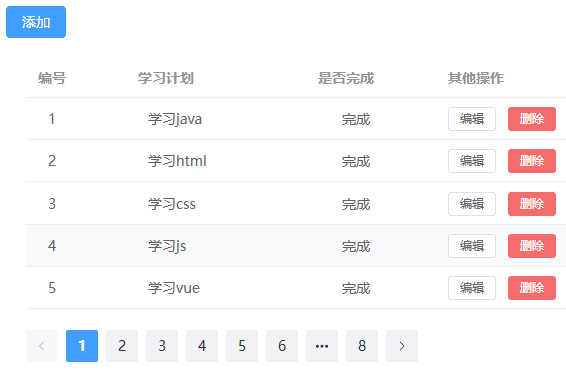 添加
编号 学习计划 是否完成 其他操作
1 学习java 完成 编辑 删除
2 学习html 完成 编辑 删除
3 学习css 完成 编辑 删除
4 学习js 完成 编辑 删除
5 学习vue 完成 编辑 删除
< 1 2 3 4 5 6 ••• 8 >